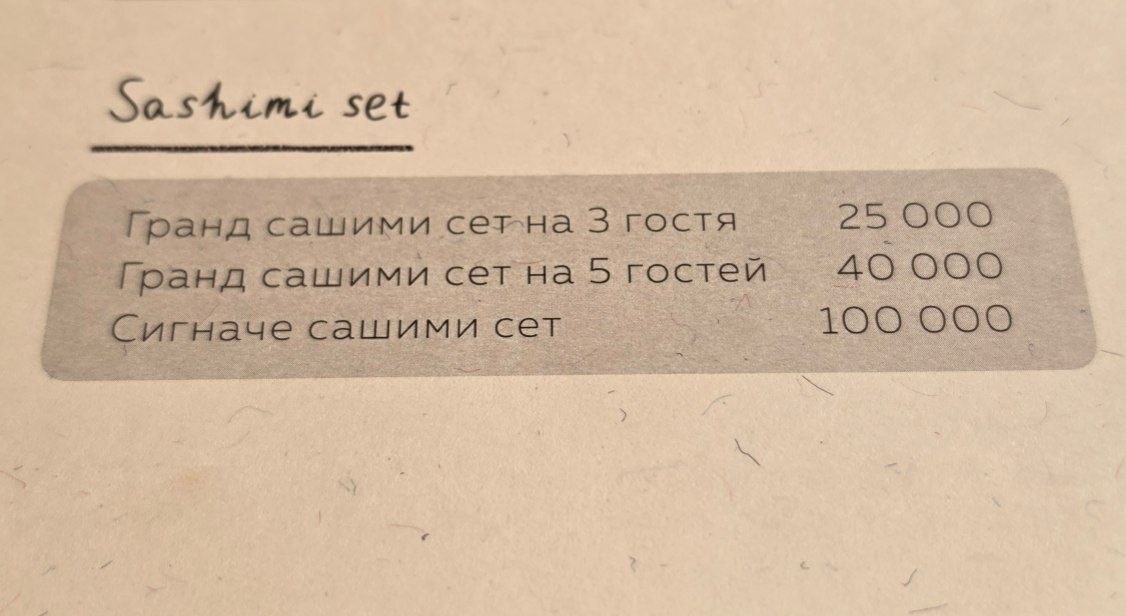 Sashimi set
Гранд сашими сет на 3 гостя 25 000
Гранд сашими сет на 5 гостей 40 000
Сигначе сашими сет 100 000